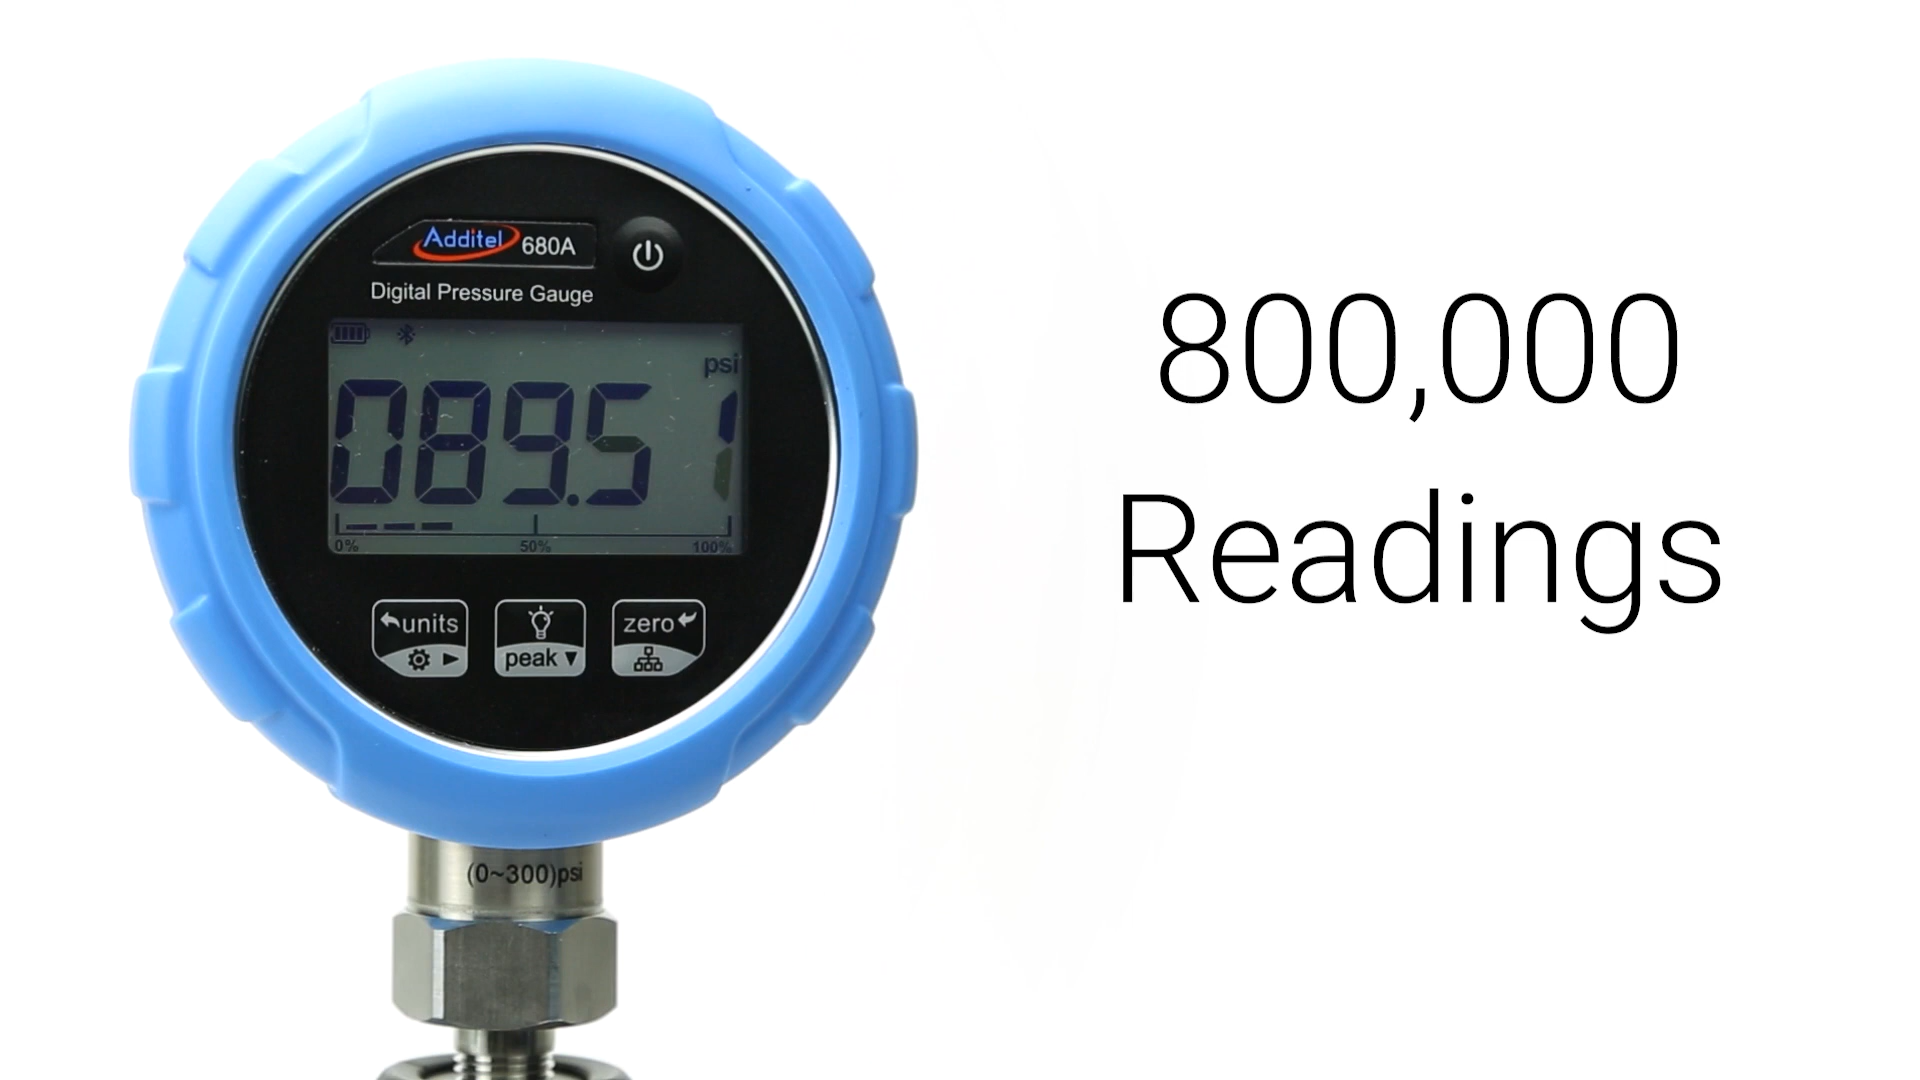 Additel 680A
Digital Pressure Gauge
psi
089.51
0% 50% 100%
units
peak
zero
(0~300)psi
800,000
Readings